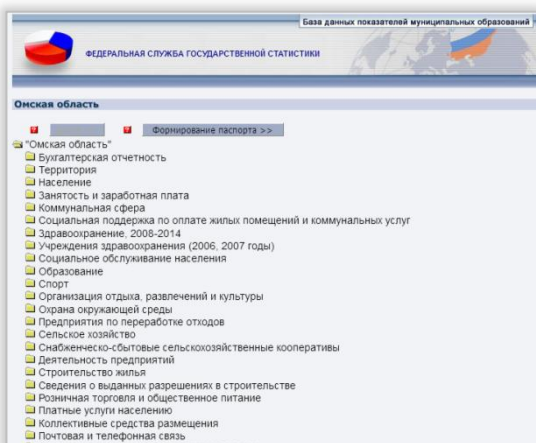 База данных показателей муниципальных образований
ФЕДЕРАЛЬНАЯ СЛУЖБА ГОСУДАРСТВЕННОЙ СТАТИСТИКИ
Омская область
? ? Формирование паспорта >>
"Омская область"
Бухгалтерская отчетность
Территория
Население
Занятость и заработная плата
Коммунальная сфера
Социальная поддержка по оплате жилых помещений и коммунальных услуг
Здравоохранение, 2008-2014
Учреждения здравоохранения (2006, 2007 годы)
Социальное обслуживание населения
Образование
Спорт
Организация отдыха, развлечений и культуры
Охрана окружающей среды
Предприятия по переработке отходов
Сельское хозяйство
Снабженческо-сбытовые сельскохозяйственные кооперативы
Деятельность предприятий
Строительство жилья
Сведения о выданных разрешениях в строительстве
Розничная торговля и общественное питание
Платные услуги населению
Коллективные средства размещения
Почтовая и телефонная связь